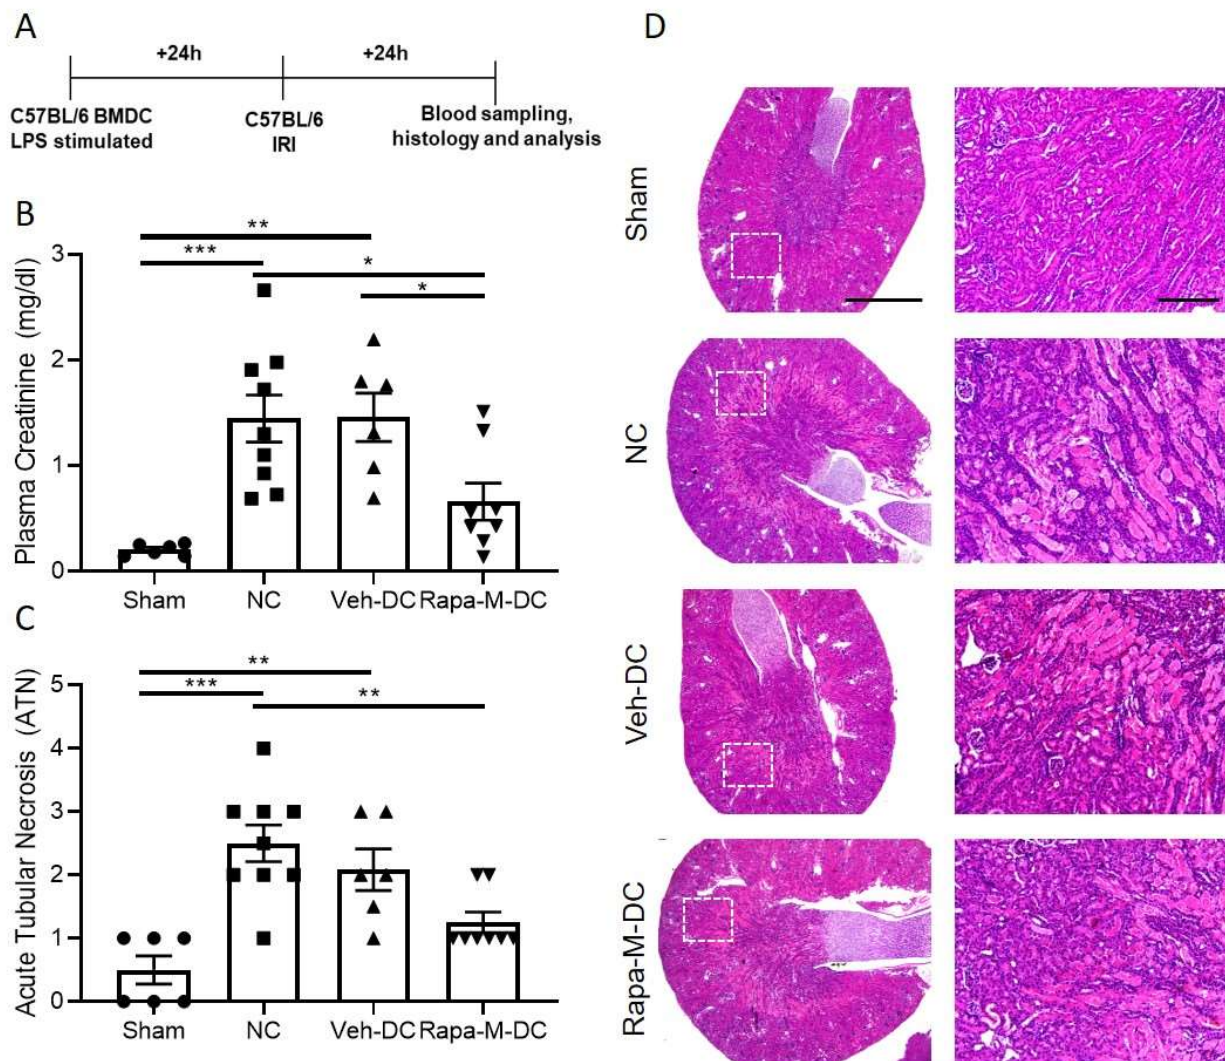 A
+24h
+24h
C57BL/6 BMDC
LPS stimulated
C57BL/6
IRI
Blood sampling,
histology and analysis
B
Plasma Creatinine (mg/dl)
3
2
1
0
**
***
*
*
Sham
NC
Veh-DC
Rapa-M-DC
C
Acute Tubular Necrosis (ATN)
5
4
3
2
1
0
**
***
**
Sham
NC
Veh-DC
Rapa-M-DC
D
Sham
NC
Veh-DC
Rapa-M-DC